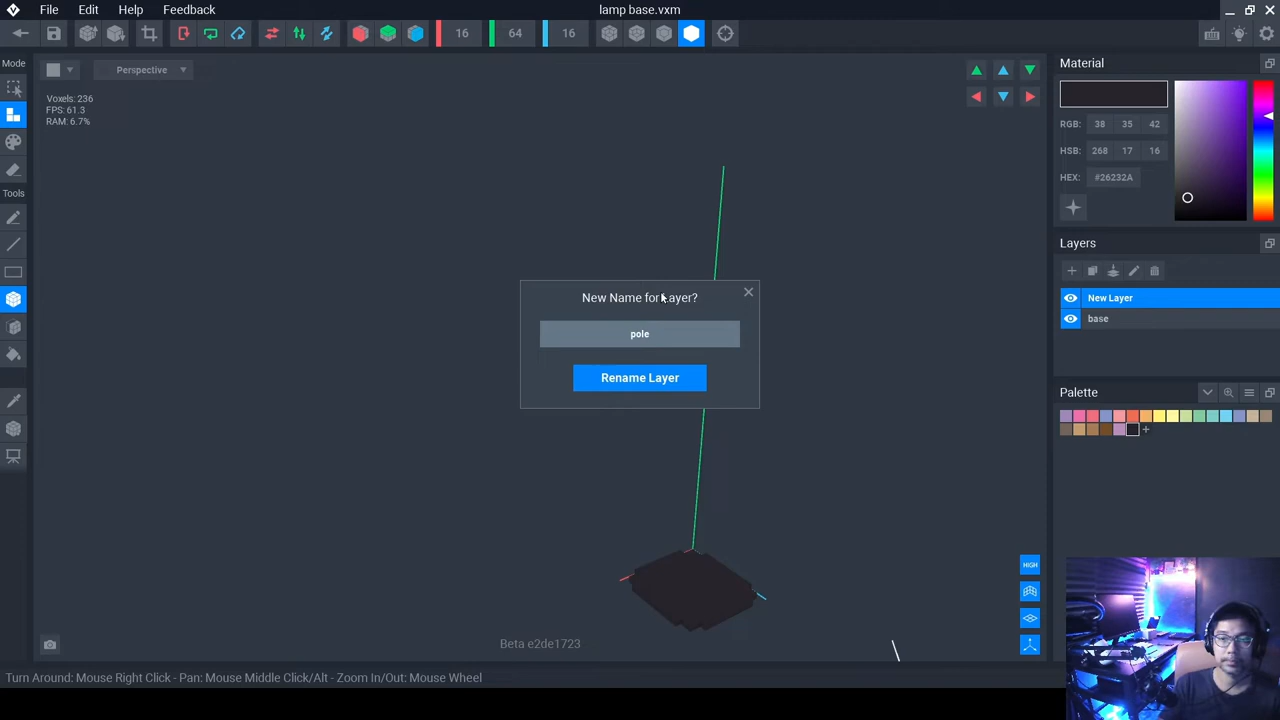 File Edit Help Feedback lamp base.vxm
16 64 16
Mode Perspective Material
Voxels: 236
FPS: 61.3
RAM: 6.7%
RGB: 38 35 42
HSB: 268 17 16
HEX: #26232A
Tools
Layers
New Layer
base
New Name for Layer?
pole
Rename Layer
Palette
HIGH
Beta e2de1723
Turn Around: Mouse Right Click - Pan: Mouse Middle Click/Alt - Zoom In/Out: Mouse Wheel